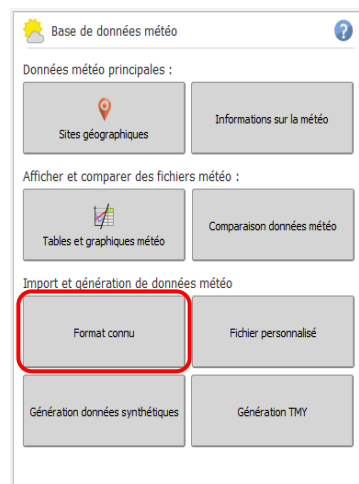 Base de données météo
?
Données météo principales :
Sites géographiques
Informations sur la météo
Afficher et comparer des fichiers météo :
Tables et graphiques météo
Comparaison données météo
Import et génération de données météo
Format connu
Fichier personnalisé
Génération données synthétiques
Génération TMY